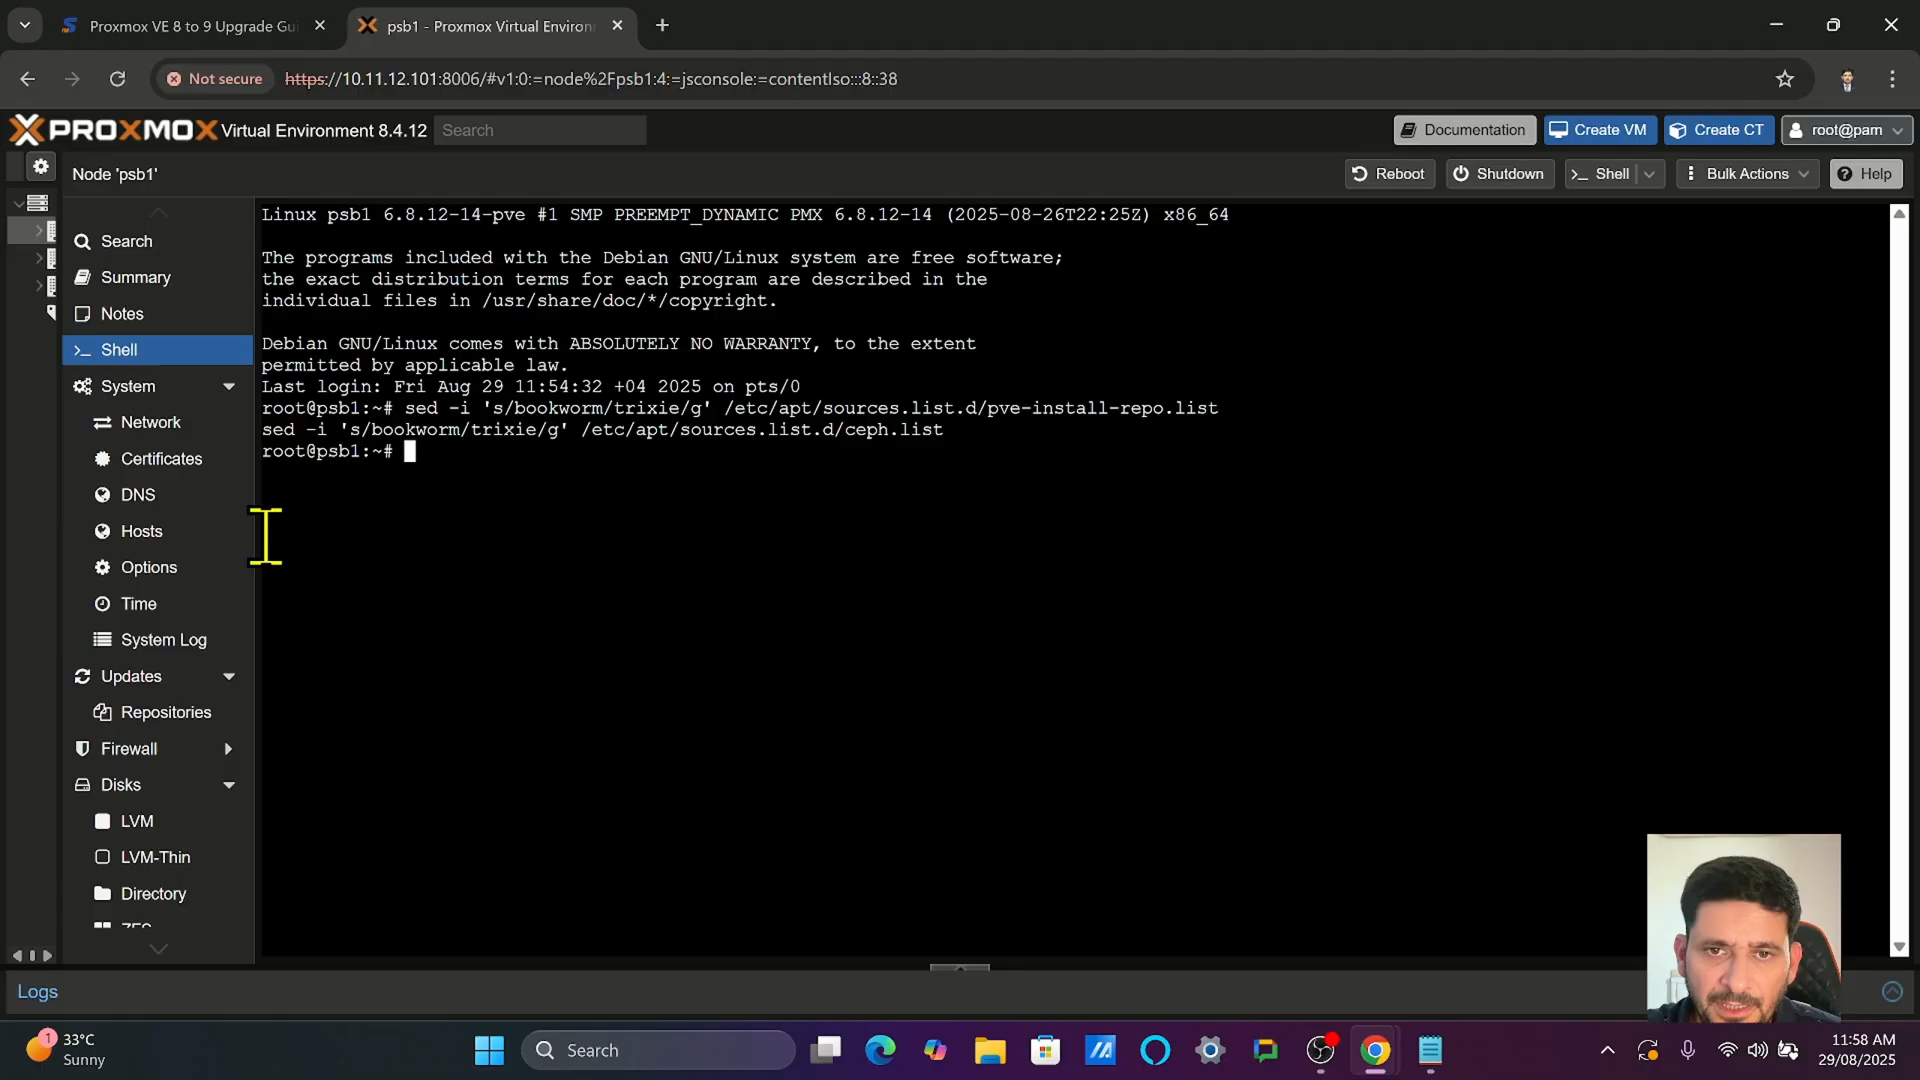 Proxmox VE 8 to 9 Upgrade Gui
psb1 - Proxmox Virtual Environ
Not secure
https://10.11.12.101:8006/#v1:0:=node%2Fpsb1:4:=jsconsole:=contentIso:::8::38
PROXMOX Virtual Environment 8.4.12
Search
Documentation
Create VM
Create CT
root@pam
Node 'psb1'
Reboot
Shutdown
>_ Shell
Bulk Actions
Help
Search
Summary
Notes
>_ Shell
System
Network
Certificates
DNS
Hosts
Options
Time
System Log
Updates
Repositories
Firewall
Disks
LVM
LVM-Thin
Directory
ZFS
Linux psb1 6.8.12-14-pve #1 SMP PREEMPT_DYNAMIC PMX 6.8.12-14 (2025-08-26T22:25Z) x86_64
The programs included with the Debian GNU/Linux system are free software;
the exact distribution terms for each program are described in the
individual files in /usr/share/doc/*/copyright.
Debian GNU/Linux comes with ABSOLUTELY NO WARRANTY, to the extent
permitted by applicable law.
Last login: Fri Aug 29 11:54:32 +04 2025 on pts/0
root@psb1:~# sed -i 's/bookworm/trixie/g' /etc/apt/sources.list.d/pve-install-repo.list
sed -i 's/bookworm/trixie/g' /etc/apt/sources.list.d/ceph.list
root@psb1:~#
Logs
1
33°C
Sunny
Search
11:58 AM
29/08/2025